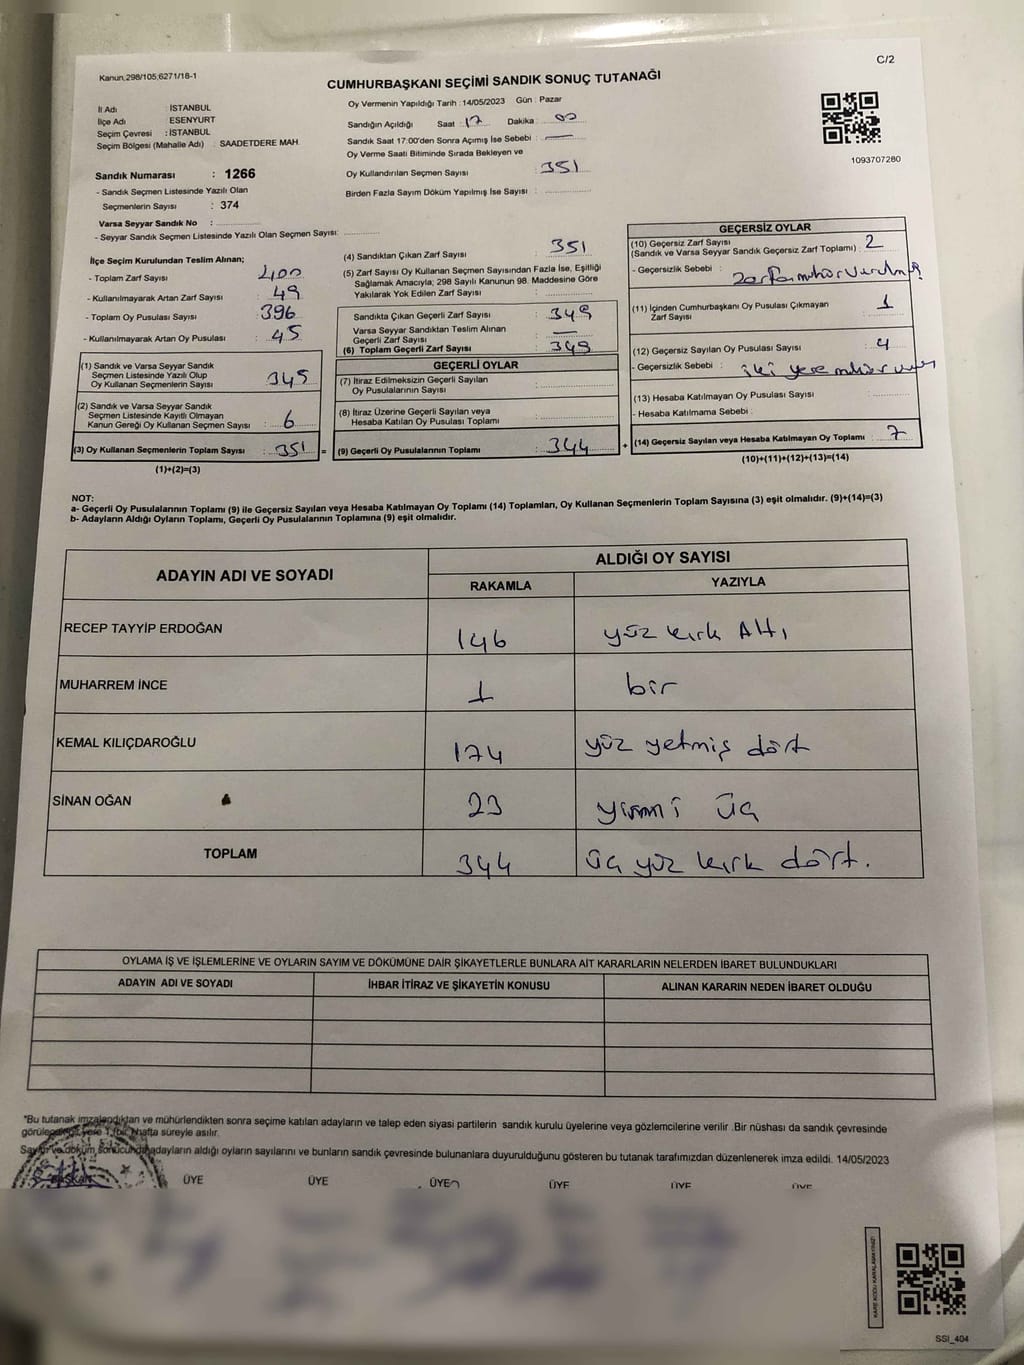 C/2
Kanun,298/105;6271/18-1
CUMHURBAŞKANI SEÇİMİ SANDIK SONUÇ TUTANAĞI
İl Adı : İSTANBUL
İlçe Adı : ESENYURT
Seçim Çevresi : İSTANBUL
Seçim Bölgesi (Mahalle Adı) : SAADETDERE MAH.
Sandık Numarası : 1266
- Sandık Seçmen Listesinde Yazılı Olan
Seçmenlerin Sayısı : 374
Varsa Seyyar Sandık No :
- Seyyar Sandık Seçmen Listesinde Yazılı Olan Seçmen Sayısı:
Oy Vermenin Yapıldığı Tarih : 14/05/2023 Gün : Pazar
Sandığın Açıldığı Saat : 17 Dakika : 00
Sandık Saat 17:00'den Sonra Açımış İse Sebebi : —
Oy Verme Saati Bitiminde Sırada Bekleyen ve
Oy Kullandırılan Seçmen Sayısı : 351
Birden Fazla Sayım Döküm Yapılmış İse Sayısı :
1093707280
İlçe Seçim Kurulundan Teslim Alınan;
- Toplam Zarf Sayısı : 400
- Kullanılmayarak Artan Zarf Sayısı : 49
- Toplam Oy Pusulası Sayısı : 396
- Kullanılmayarak Artan Oy Pusulası : 45
(1) Sandık ve Varsa Seyyar Sandık
Seçmen Listesinde Yazılı Olup
Oy Kullanan Seçmenlerin Sayısı : 345
(2) Sandık ve Varsa Seyyar Sandık
Seçmen Listesinde Kayıtlı Olmayan
Kanun Gereği Oy Kullanan Seçmen Sayısı : 6
(3) Oy Kullanan Seçmenlerin Toplam Sayısı : 351 =
(1)+(2)=(3)
(4) Sandıktan Çıkan Zarf Sayısı : 351
(5) Zarf Sayısı Oy Kullanan Seçmen Sayısından Fazla İse, Eşitliği
Sağlamak Amacıyla; 298 Sayılı Kanunun 98. Maddesine Göre
Yakılarak Yok Edilen Zarf Sayısı :
Sandıkta Çıkan Geçerli Zarf Sayısı : 349
Varsa Seyyar Sandıktan Teslim Alınan
Geçerli Zarf Sayısı : —
(6) Toplam Geçerli Zarf Sayısı : 349
GEÇERLİ OYLAR
(7) İtiraz Edilmeksizin Geçerli Sayılan
Oy Pusulalarının Sayısı :
(8) İtiraz Üzerine Geçerli Sayılan veya
Hesaba Katılan Oy Pusulası Toplamı :
(9) Geçerli Oy Pusulalarının Toplamı : 344 +
GEÇERSİZ OYLAR
(10) Geçersiz Zarf Sayısı
(Sandık ve Varsa Seyyar Sandık Geçersiz Zarf Toplamı) : 2
- Geçersizlik Sebebi : zarfa mühür vurulmuş
(11) İçinden Cumhurbaşkanı Oy Pusulası Çıkmayan
Zarf Sayısı : 1
(12) Geçersiz Sayılan Oy Pusulası Sayısı : 4
- Geçersizlik Sebebi : iki yere mühür
(13) Hesaba Katılmayan Oy Pusulası Sayısı :
- Hesaba Katılmama Sebebi :
(14) Geçersiz Sayılan veya Hesaba Katılmayan Oy Toplamı : 7
(10)+(11)+(12)+(13)=(14)
NOT:
a- Geçerli Oy Pusulalarının Toplamı (9) ile Geçersiz Sayılan veya Hesaba Katılmayan Oy Toplamı (14) Toplamları, Oy Kullanan Seçmenlerin Toplam Sayısına (3) eşit olmalıdır. (9)+(14)=(3)
b- Adayların Aldığı Oyların Toplamı, Geçerli Oy Pusulalarının Toplamına (9) eşit olmalıdır.
ADAYIN ADI VE SOYADI
ALDIĞI OY SAYISI
RAKAMLA YAZIYLA
RECEP TAYYİP ERDOĞAN 146 yüz kırk Altı
MUHARREM İNCE 1 bir
KEMAL KILIÇDAROĞLU 174 yüz yetmiş dört
SİNAN OĞAN 23 yirmi üç
TOPLAM 344 üç yüz kırk dört.
OYLAMA İŞ VE İŞLEMLERİNE VE OYLARIN SAYIM VE DÖKÜMÜNE DAİR ŞİKAYETLERLE BUNLARA AİT KARARLARIN NELERDEN İBARET BULUNDUKLARI
ADAYIN ADI VE SOYADI İHBAR İTİRAZ VE ŞİKAYETİN KONUSU ALINAN KARARIN NEDEN İBARET OLDUĞU
*Bu tutanak imzalandıktan ve mühürlendikten sonra seçime katılan adayların ve talep eden siyasi partilerin sandık kurulu üyelerine veya gözlemcilerine verilir .Bir nüshası da sandık çevresinde
hafta süreyle asılır.
adayların aldığı oyların sayılarını ve bunların sandık çevresinde bulunanlara duyurulduğunu gösteren bu tutanak tarafımızdan düzenlenerek imza edildi. 14/05/2023
BAŞKAN ÜYE ÜYE ÜYE ÜYE ÜYE ÜYE
KARE KODU KARALAMAYINIZ!
SSI_404